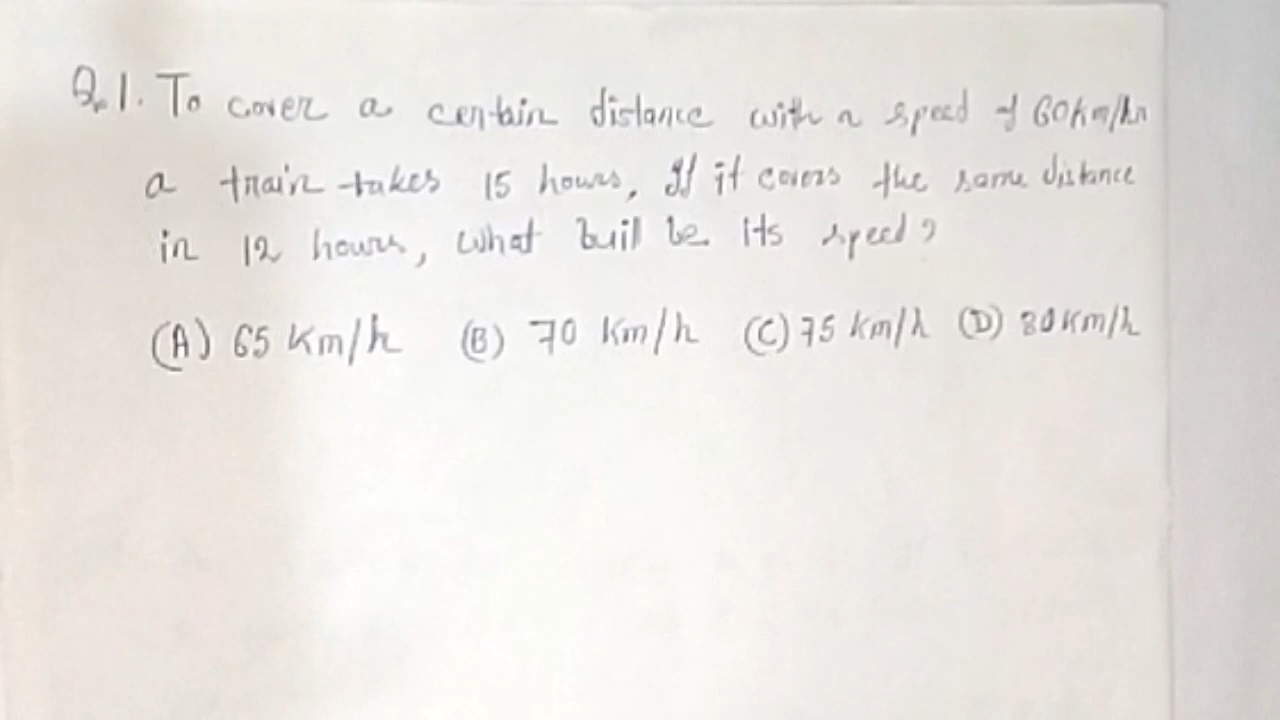 Q.1. To cover a certain distance with a speed of 60km/hr
a train takes 15 hours, If it covers the same distance
in 12 hours, what buil be its speed?
(A) 65 Km/h (B) 70 Km/h (C) 75 Km/h (D) 80 Km/h